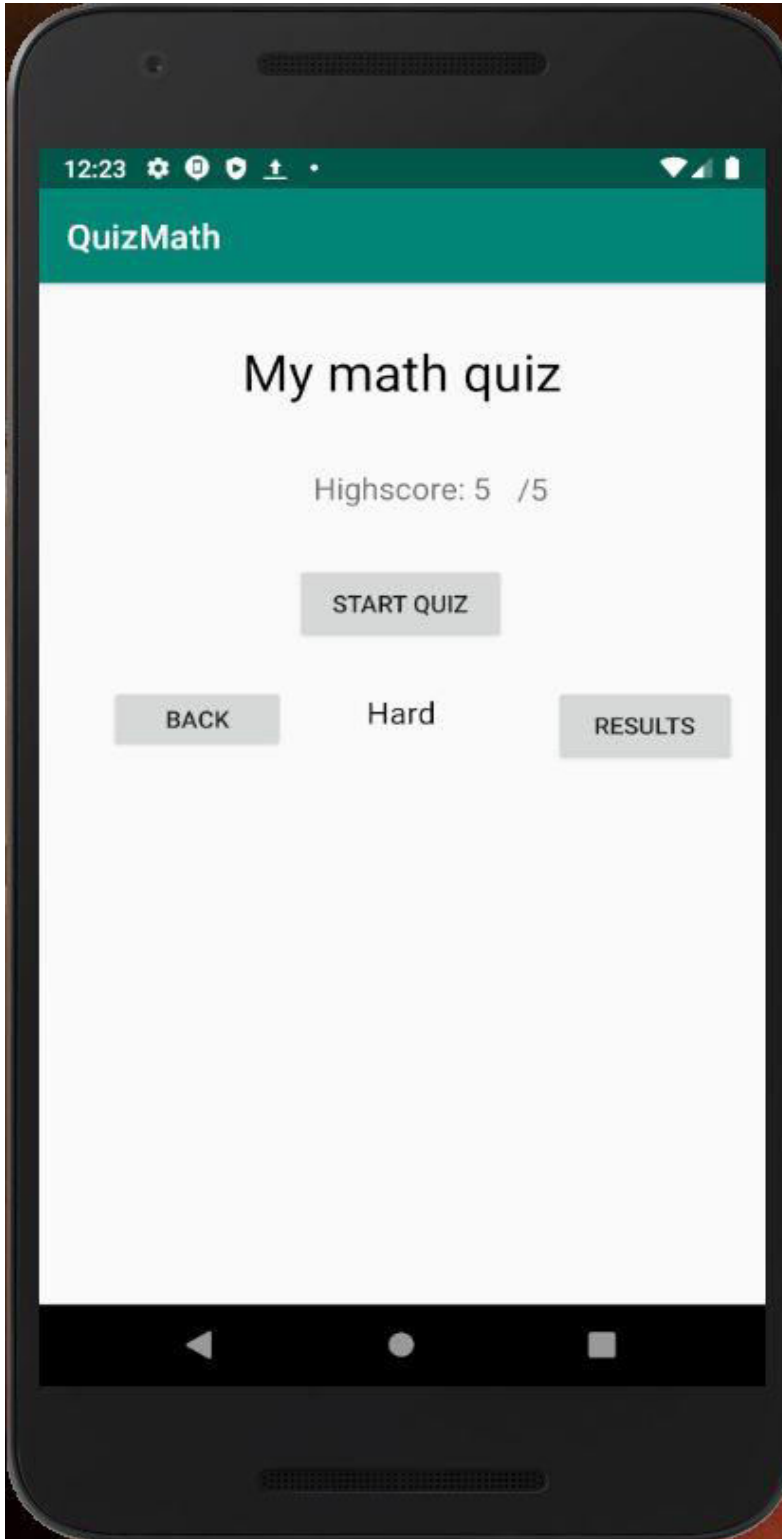 12:23
QuizMath
My math quiz
Highscore: 5 /5
START QUIZ
BACK Hard RESULTS